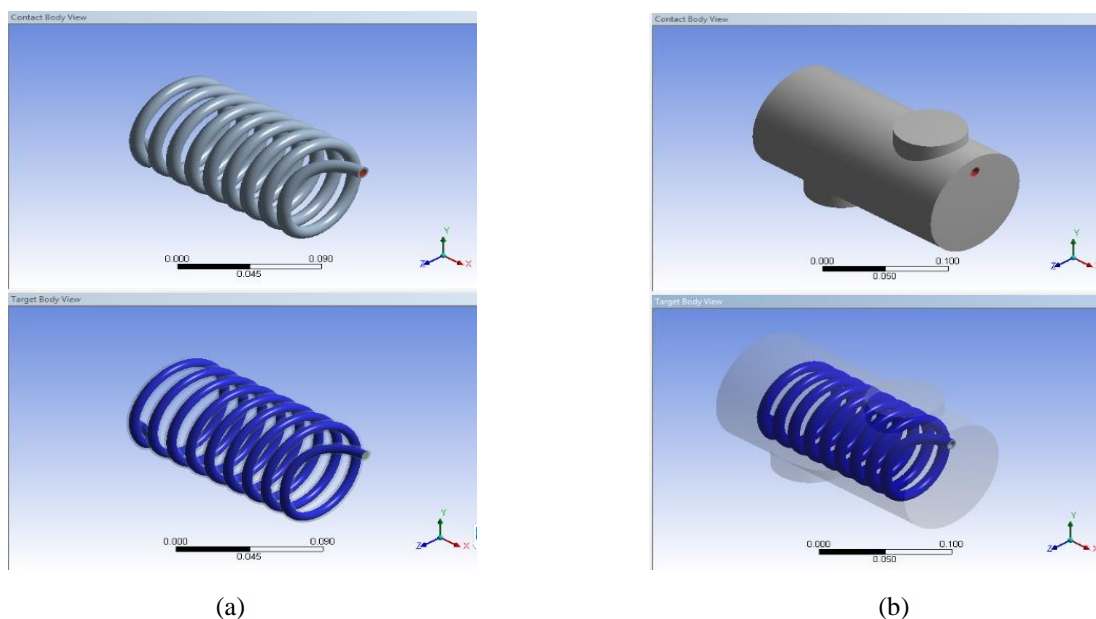 Contact Body View
Y
Z
X
0.000
0.090
0.045
Target Body View
Y
Z
X
0.000
0.090
0.045
(a)
Contact Body View
Y
Z
X
0.000
0.100
0.050
Target Body View
Y
Z
X
0.000
0.100
0.050
(b)